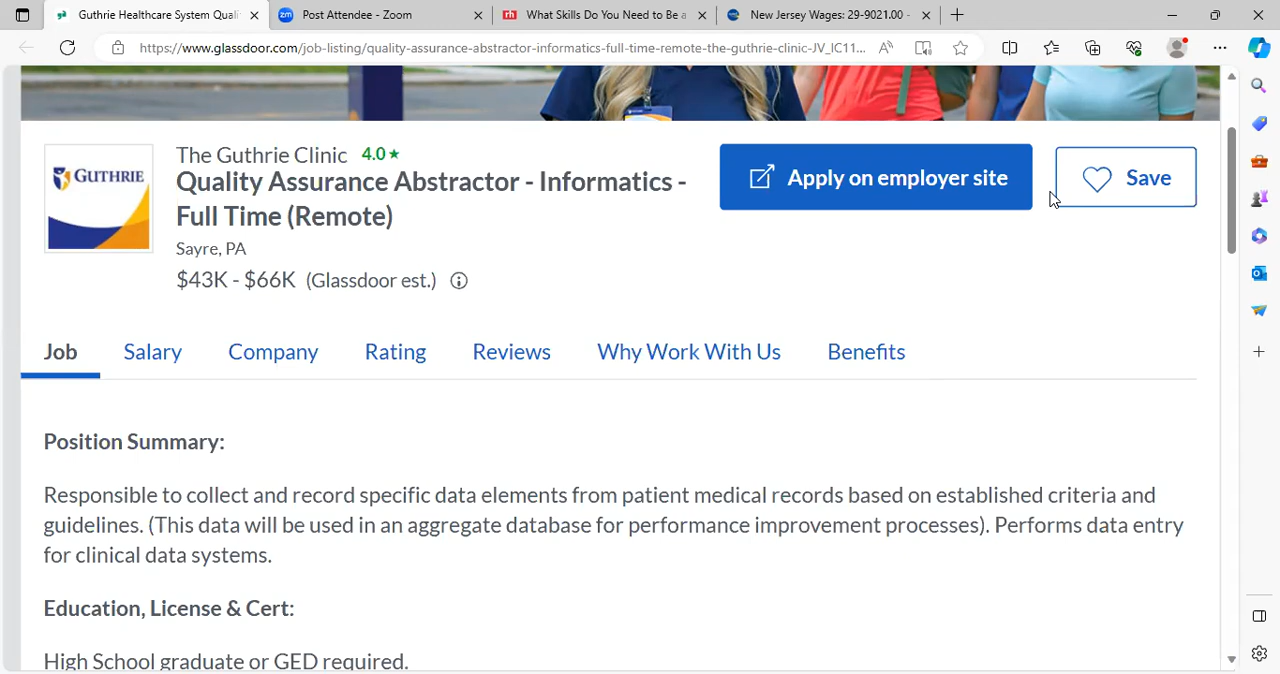 Guthrie Healthcare System Quali
Post Attendee - Zoom
What Skills Do You Need to Be a
New Jersey Wages: 29-9021.00 -
https://www.glassdoor.com/job-listing/quality-assurance-abstractor-informatics-full-time-remote-the-guthrie-clinic-JV_IC11...
GUTHRIE
The Guthrie Clinic 4.0★
Quality Assurance Abstractor - Informatics -
Full Time (Remote)
Sayre, PA
$43K - $66K (Glassdoor est.)
Apply on employer site
Save
Job Salary Company Rating Reviews Why Work With Us Benefits
Position Summary:
Responsible to collect and record specific data elements from patient medical records based on established criteria and
guidelines. (This data will be used in an aggregate database for performance improvement processes). Performs data entry
for clinical data systems.
Education, License & Cert:
High School graduate or GED required.